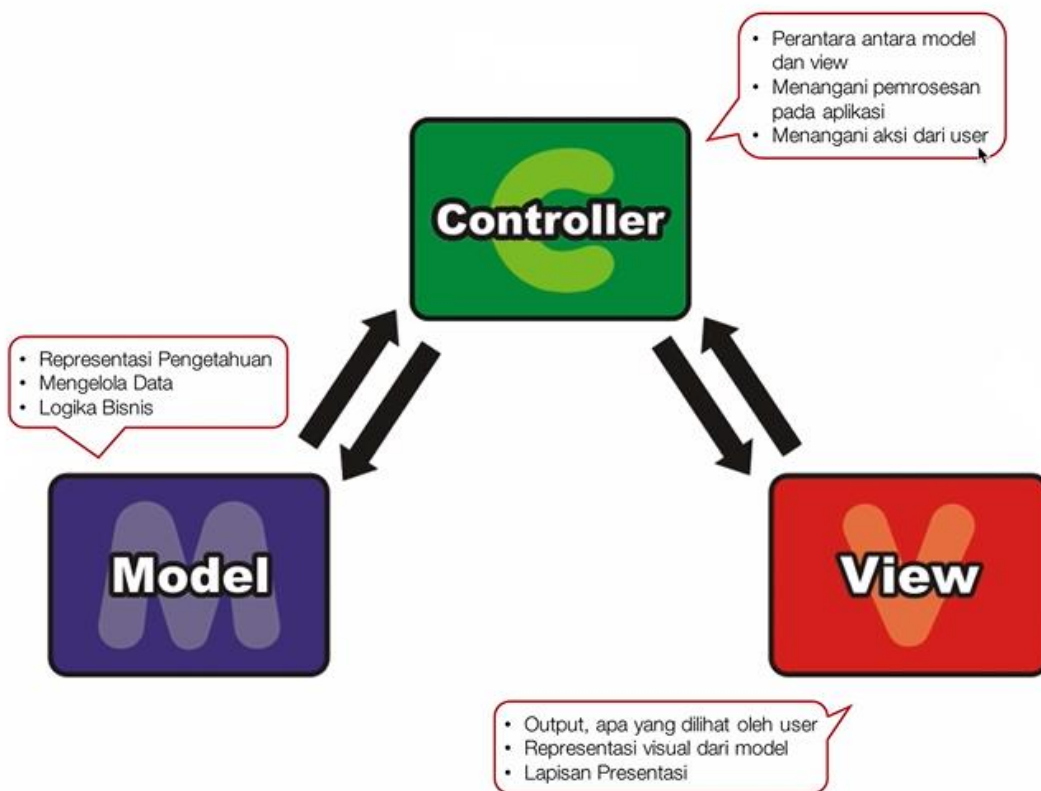 • Perantara antara model
dan view
• Menangani pemrosesan
pada aplikasi
• Menangani aksi dari user
Controller
• Representasi Pengetahuan
• Mengelola Data
• Logika Bisnis
Model
View
• Output, apa yang dilihat oleh user
• Representasi visual dari model
• Lapisan Presentasi